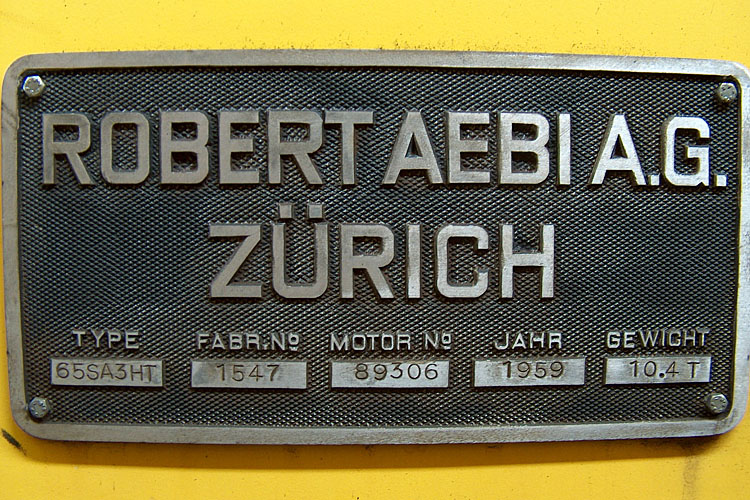 ROBERT AEBI A.G.
ZÜRICH
TYPE FABR.Nº MOTOR Nº JAHR GEWICHT
65SA3HT 1547 89306 1959 10.4 T